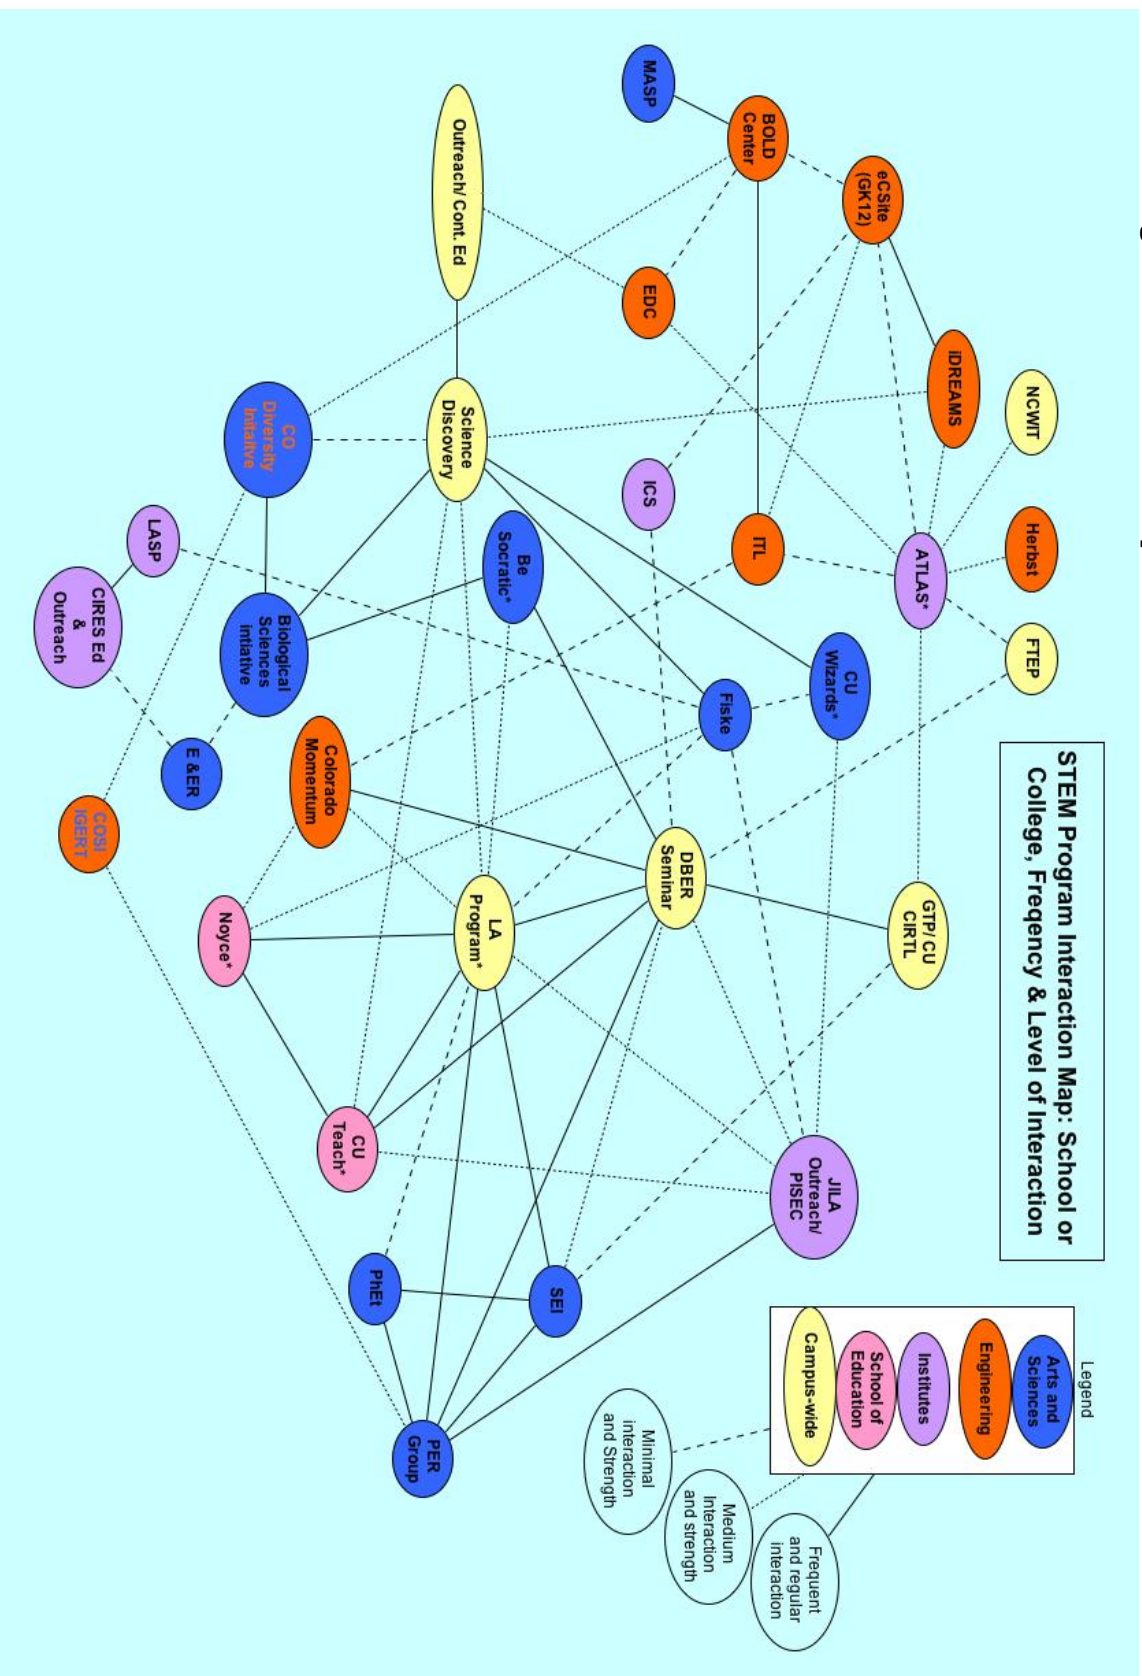 STEM Program Interaction Map: School or
College, Freqency & Level of Interaction
NCWIT
Herbst
FTEP
iDREAMS
ATLAS*
GTP/ CU
CIRTL
eCSite
(GK12)
BOLD
Center
ITL
CU
Wizards*
JILA
Outreach/
PISEC
MASP
EDC
ICS
Fiske
DBER
Seminar
SEI
Outreach/ Cont. Ed
Science
Discovery
Be
Socratic*
LA
Program*
PhEt
PER
Group
CO
Diversity
Initaitve
Biological
Sciences
intiative
Colorado
Momentum
CU
Teach*
LASP
E &ER
Noyce*
CIRES Ed
&
Outreach
COSI
IGERT
Legend
Arts and
Sciences
Engineering
Institutes
School of
Education
Campus-wide
Minimal
interaction
and Strength
Medium
Interaction
and strength
Frequent
and regular
interaction